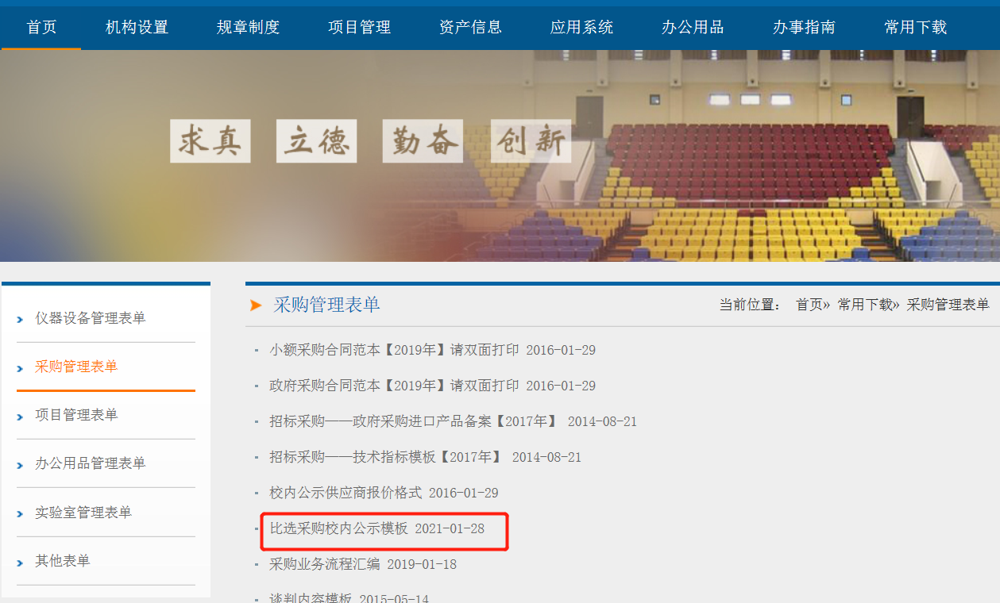 首页 机构设置 规章制度 项目管理 资产信息 应用系统 办公用品 办事指南 常用下载
求真 立德 勤奋 创新
仪器设备管理表单
采购管理表单
项目管理表单
办公用品管理表单
实验室管理表单
其他表单
采购管理表单
当前位置： 首页» 常用下载» 采购管理表单
小额采购合同范本【2019年】请双面打印 2016-01-29
政府采购合同范本【2019年】请双面打印 2016-01-29
招标采购——政府采购进口产品备案【2017年】 2014-08-21
招标采购——技术指标模板【2017年】 2014-08-21
校内公示供应商报价格式 2016-01-29
比选采购校内公示模板 2021-01-28
采购业务流程汇编 2019-01-18
谈判内容模板 2015-05-14